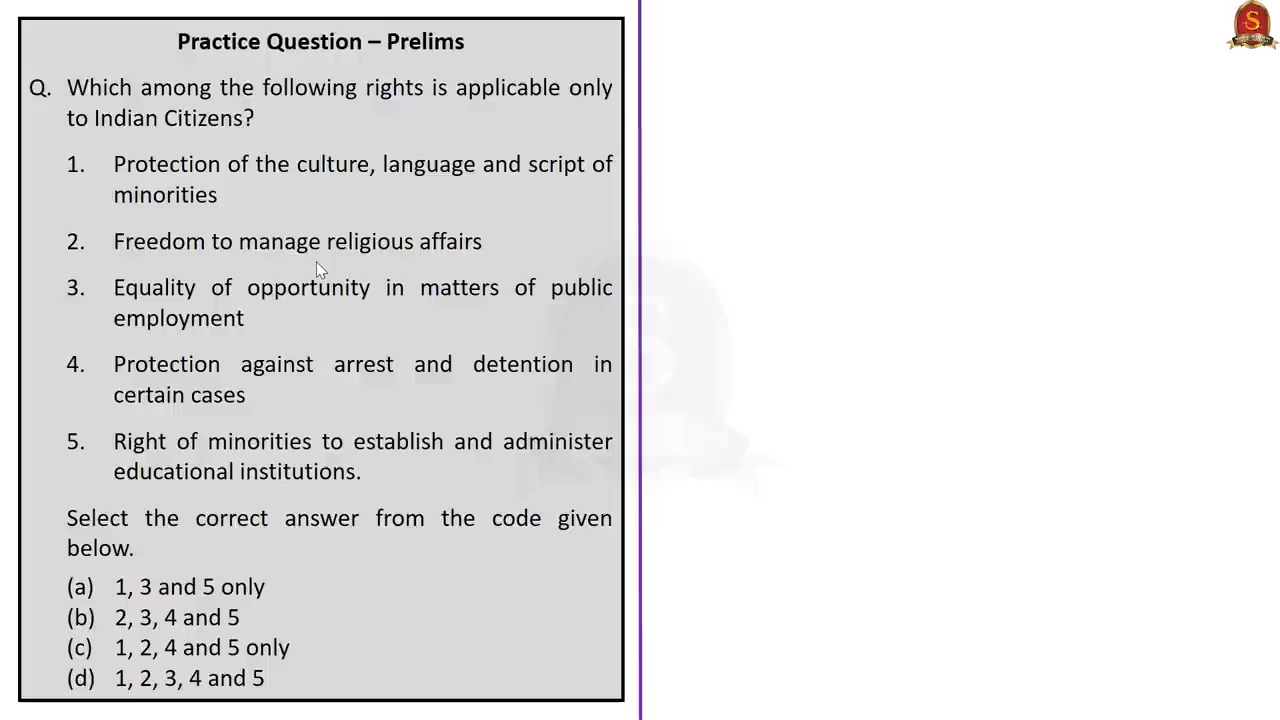 Practice Question – Prelims
Q. Which among the following rights is applicable only
to Indian Citizens?
1. Protection of the culture, language and script of
minorities
2. Freedom to manage religious affairs
3. Equality of opportunity in matters of public
employment
4. Protection against arrest and detention in
certain cases
5. Right of minorities to establish and administer
educational institutions.
Select the correct answer from the code given
below.
(a) 1, 3 and 5 only
(b) 2, 3, 4 and 5
(c) 1, 2, 4 and 5 only
(d) 1, 2, 3, 4 and 5
S